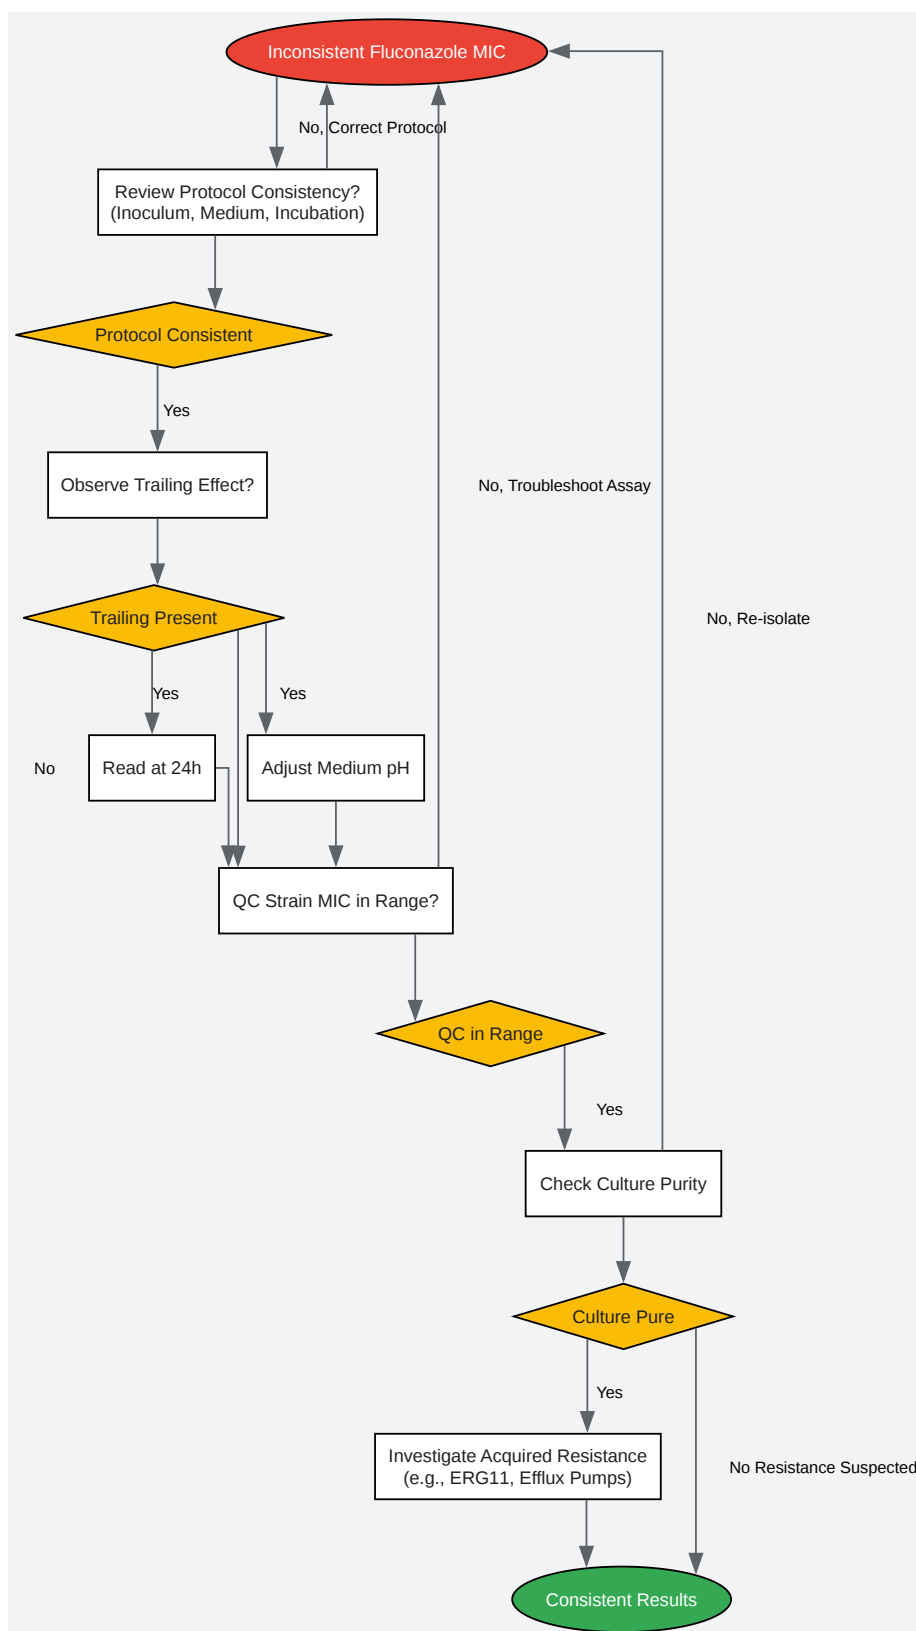 Inconsistent Fluconazole MIC
No, Correct Protocol
Review Protocol Consistency?
(Inoculum, Medium, Incubation)
Protocol Consistent
Yes
Observe Trailing Effect?
No, Troubleshoot Assay
Trailing Present
No, Re-isolate
Yes
Yes
No
Read at 24h
Adjust Medium pH
QC Strain MIC in Range?
QC in Range
Yes
Check Culture Purity
Culture Pure
Yes
Investigate Acquired Resistance
(e.g., ERG11, Efflux Pumps)
No Resistance Suspected
Consistent Results